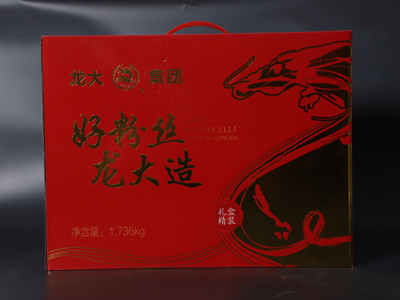 龙大 集团
好粉丝
龙大造
礼盒
精装
净含量：1.736kg